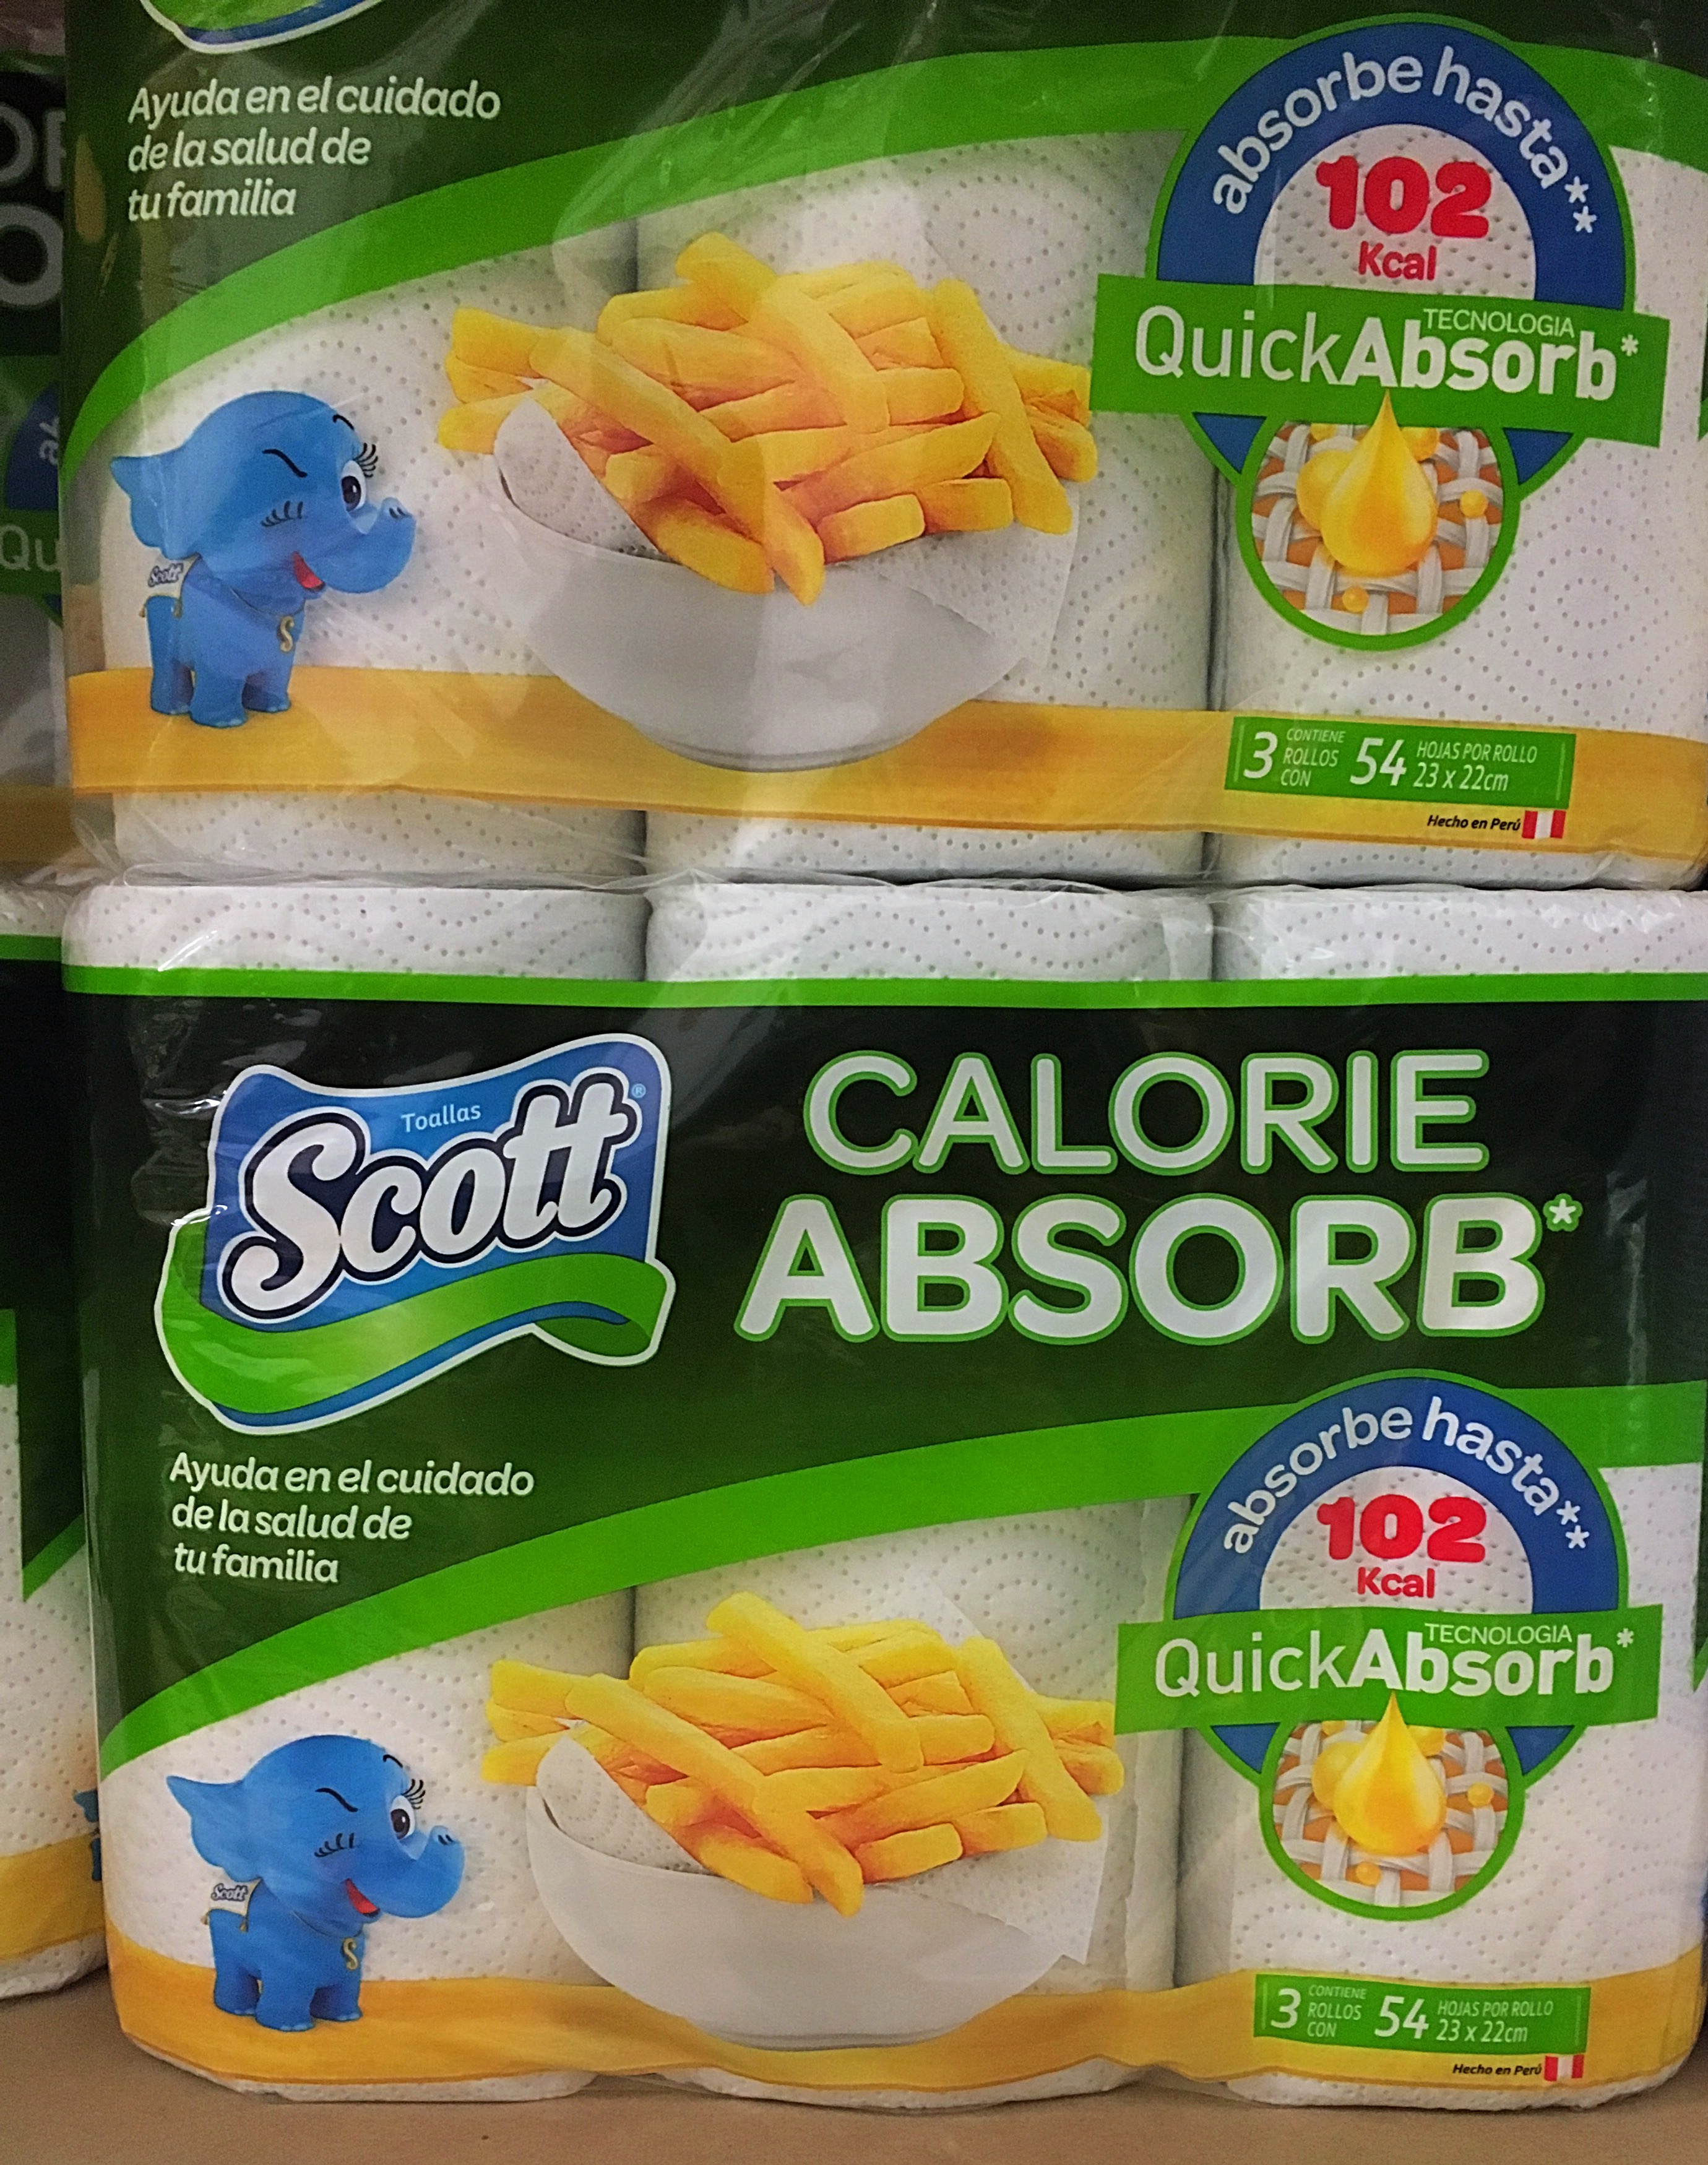 Ayuda en el cuidado
de la salud de
tu familia
absorbe hasta**
102
Kcal
TECNOLOGIA
QuickAbsorb*
Scott
S
3 CONTIENE
ROLLOS
CON
54 HOJAS POR ROLLO
23 x 22cm
Hecho en Perú
Toallas
Scott®
CALORIE
ABSORB*
Ayuda en el cuidado
de la salud de
tu familia
absorbe hasta**
102
Kcal
TECNOLOGIA
QuickAbsorb*
Scott
S
3 CONTIENE
ROLLOS
CON
54 HOJAS POR ROLLO
23 x 22cm
Hecho en Perú